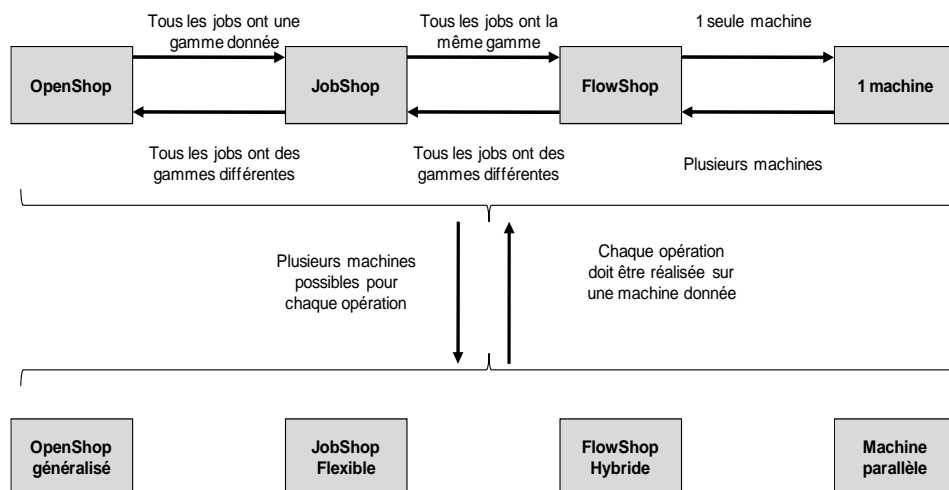 Tous les jobs ont une
gamme donnée
Tous les jobs ont la
même gamme
1 seule machine
OpenShop
JobShop
FlowShop
1 machine
Tous les jobs ont des
gammes différentes
Tous les jobs ont des
gammes différentes
Plusieurs machines
Plusieurs machines
possibles pour
chaque opération
Chaque opération
doit être réalisée sur
une machine donnée
OpenShop
généralisé
JobShop
Flexible
FlowShop
Hybride
Machine
parallèle